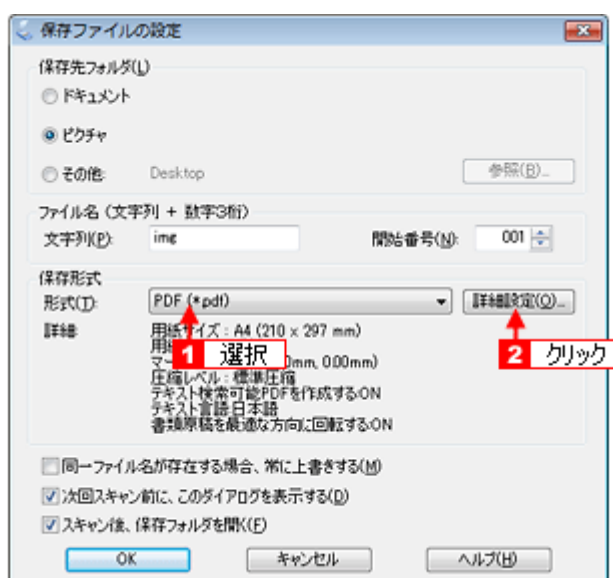 保存ファイルの設定
保存先フォルダ(L)
ドキュメント
ピクチャ
その他: Desktop 参照(B)...
ファイル名 (文字列 + 数字3桁)
文字列(P): img 開始番号(N): 001
保存形式
形式(T): PDF (*.pdf) 詳細設定(O)...
詳細: 用紙サイズ : A4 (210 x 297 mm)
用紙
1 選択
2 クリック
マー 0mm, 0.00mm)
圧縮レベル : 標準圧縮
テキスト検索可能PDFを作成する:ON
テキスト言語:日本語
書類原稿を最適な方向に回転する:ON
同一ファイル名が存在する場合、常に上書きする(M)
次回スキャン前に、このダイアログを表示する(D)
スキャン後、保存フォルダを開く(F)
OK キャンセル ヘルプ(H)